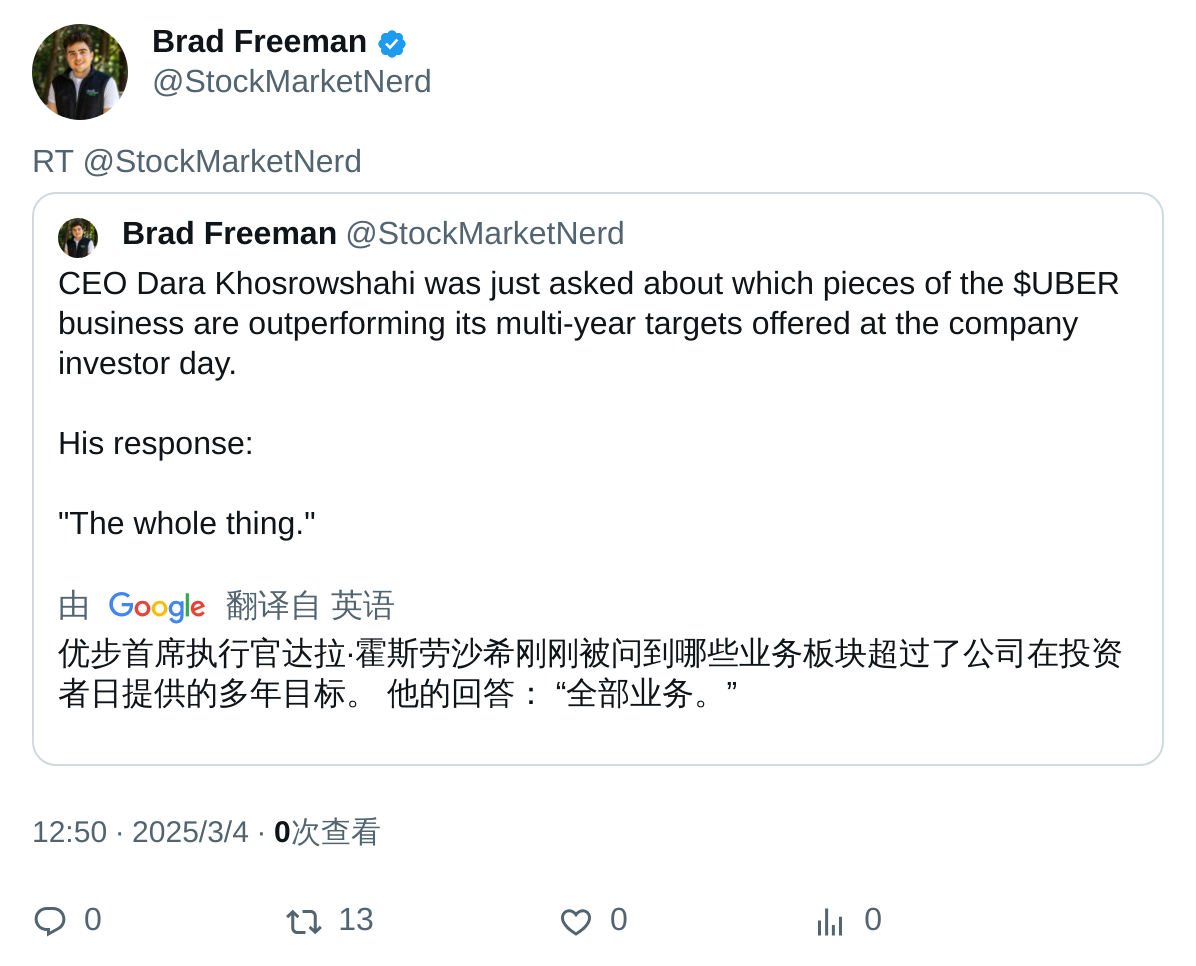 Brad Freeman
@StockMarketNerd
RT @StockMarketNerd
Brad Freeman @StockMarketNerd
CEO Dara Khosrowshahi was just asked about which pieces of the $UBER
business are outperforming its multi-year targets offered at the company
investor day.
His response:
"The whole thing."
由 Google 翻译自 英语
优步首席执行官达拉·霍斯劳沙希刚刚被问到哪些业务板块超过了公司在投资
者日提供的多年目标。 他的回答： “全部业务。”
12:50 · 2025/3/4 · 0次查看
0 13 0 0